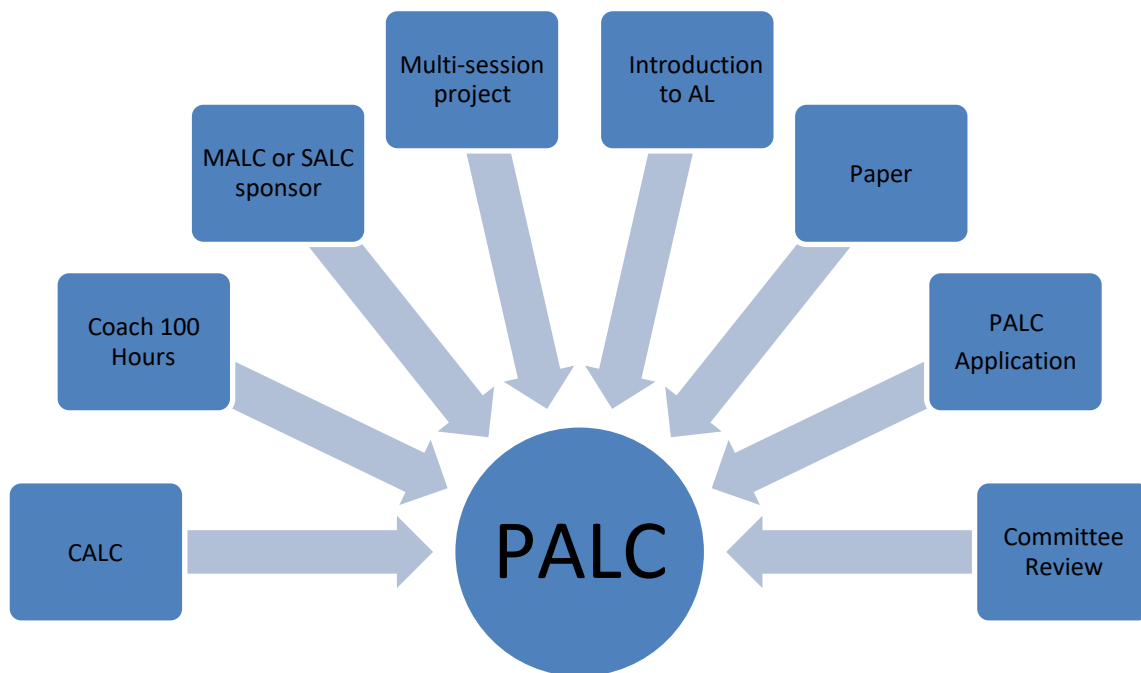 Multi-session
project
Introduction
to AL
MALC or SALC
sponsor
Paper
Coach 100
Hours
PALC
Application
CALC
PALC
Committee
Review